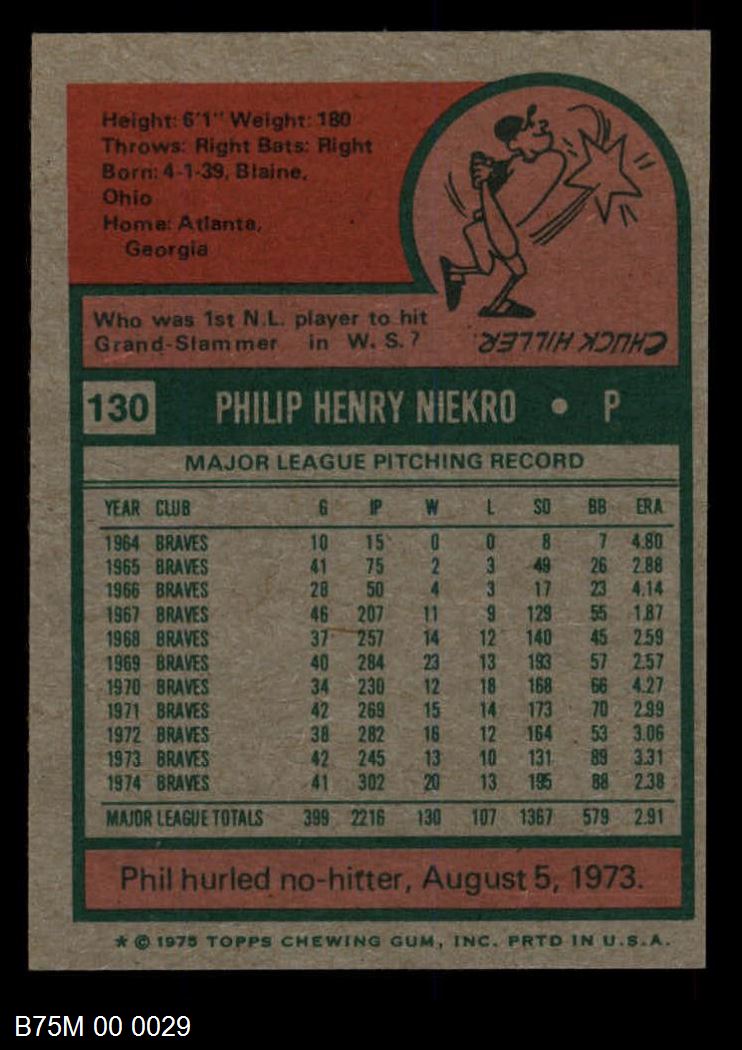 Height: 6'1" Weight: 180
Throws: Right Bats: Right
Born: 4-1-39, Blaine,
Ohio
Home: Atlanta,
Georgia
Who was 1st N.L. player to hit
Grand-Slammer in W. S.?
CHUCK HILLER.
130 PHILIP HENRY NIEKRO • P
MAJOR LEAGUE PITCHING RECORD
YEAR CLUB G IP W L SO BB ERA
1964 BRAVES 10 15 0 0 8 7 4.80
1965 BRAVES 41 75 2 3 49 26 2.88
1966 BRAVES 28 50 4 3 17 23 4.14
1967 BRAVES 46 207 11 9 129 55 1.87
1968 BRAVES 37 257 14 12 140 45 2.59
1969 BRAVES 40 284 23 13 193 57 2.57
1970 BRAVES 34 230 12 18 168 66 4.27
1971 BRAVES 42 269 15 14 173 70 2.99
1972 BRAVES 38 282 16 12 164 53 3.06
1973 BRAVES 42 245 13 10 131 89 3.31
1974 BRAVES 41 302 20 13 195 88 2.38
MAJOR LEAGUE TOTALS 399 2216 130 107 1367 579 2.91
Phil hurled no-hitter, August 5, 1973.
* © 1975 TOPPS CHEWING GUM, INC. PRTD IN U.S.A.
B75M 00 0029